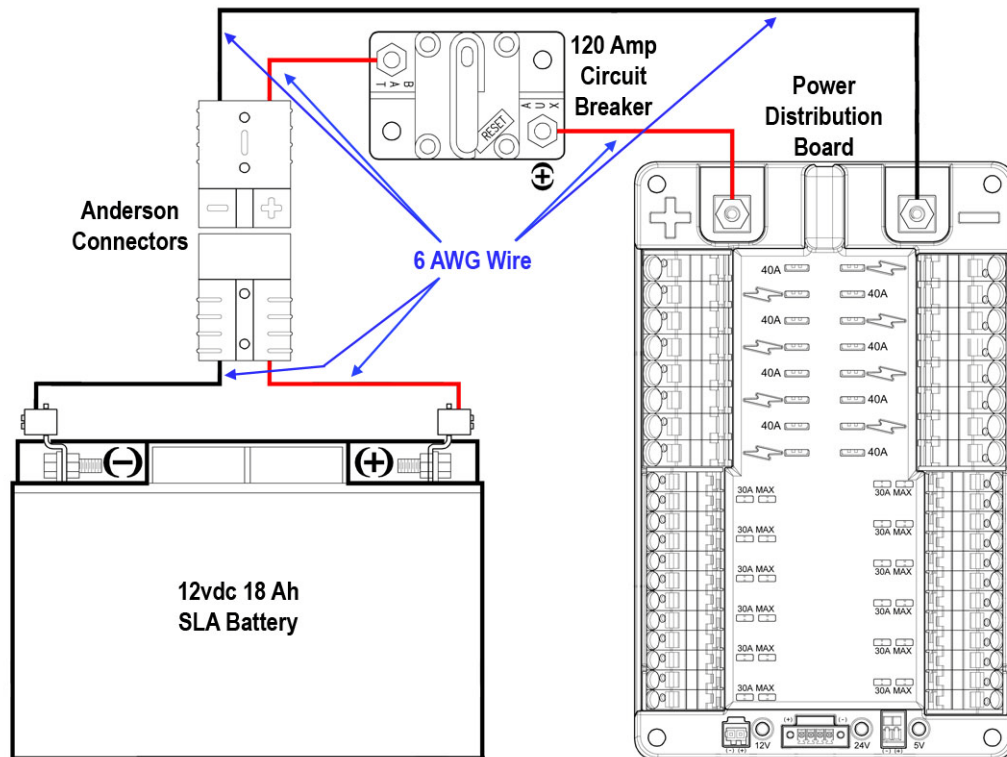 120 Amp
Circuit
Breaker
BAT
AUX
RESET
(+)
Power
Distribution
Board
Anderson
Connectors
− +
6 AWG Wire
+ −
40A
40A
40A
40A
40A
40A
40A
40A
30A MAX 30A MAX
30A MAX 30A MAX
30A MAX 30A MAX
30A MAX 30A MAX
30A MAX 30A MAX
30A MAX 30A MAX
(-) (+) 12V (+) (-) 24V (-) (+) 5V
(−) (+)
12vdc 18 Ah
SLA Battery